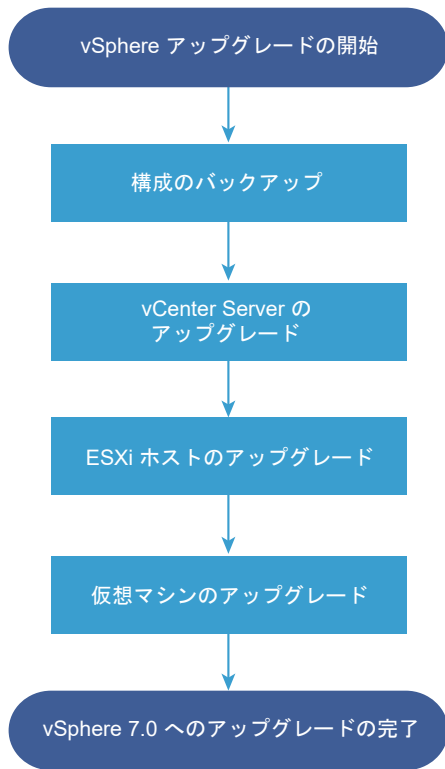 vSphere アップグレードの開始
構成のバックアップ
vCenter Server の
アップグレード
ESXi ホストのアップグレード
仮想マシンのアップグレード
vSphere 7.0 へのアップグレードの完了